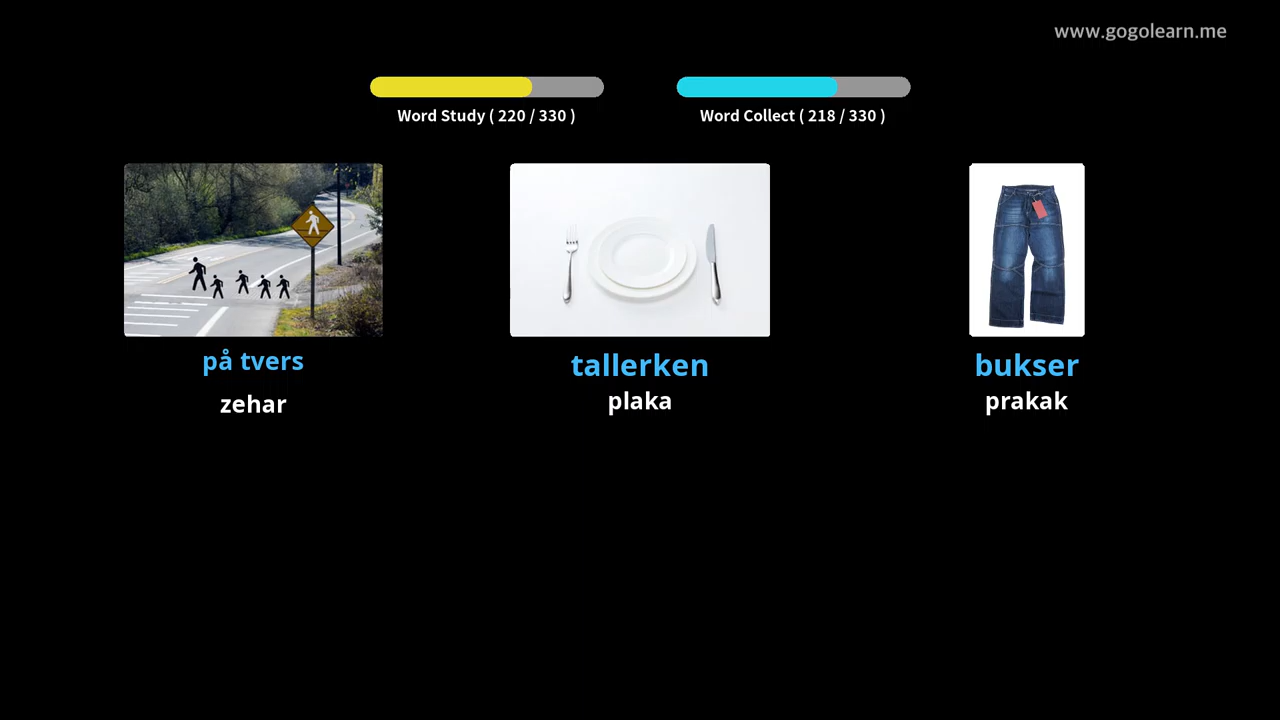 www.gogolearn.me
Word Study ( 220 / 330 )
Word Collect ( 218 / 330 )
på tvers
zehar
tallerken
plaka
bukser
prakak